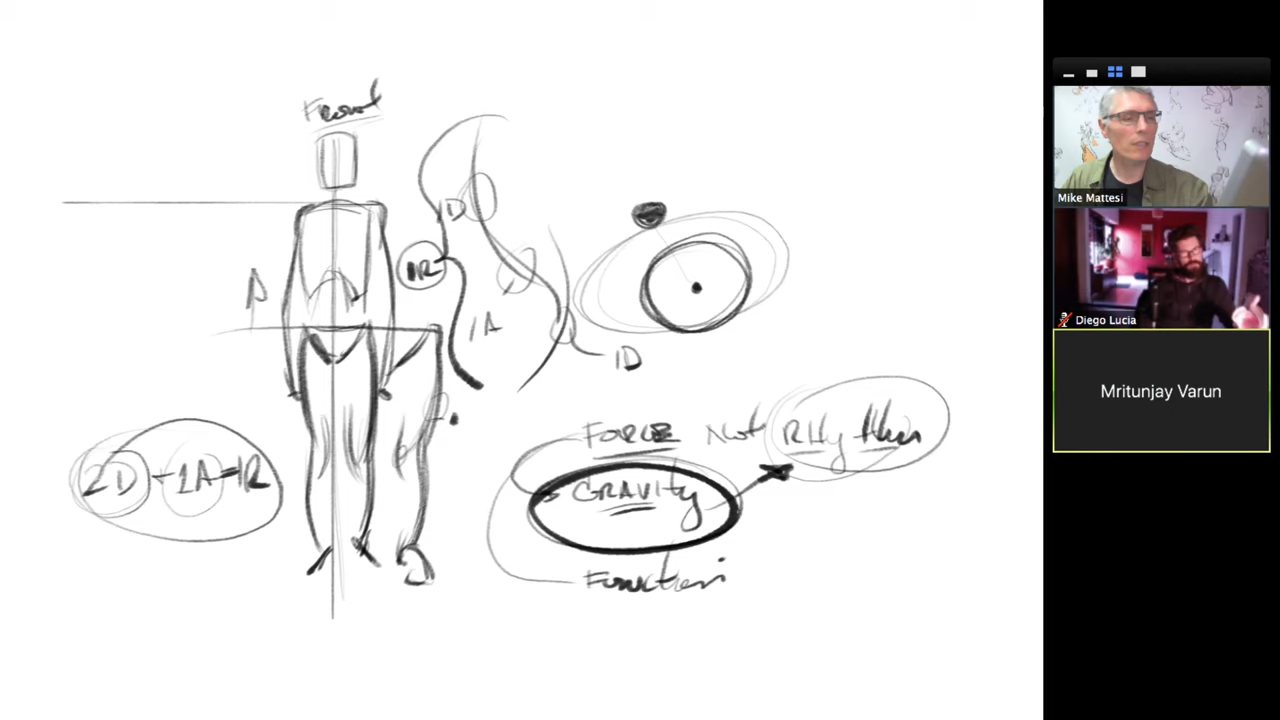 Front
1D
1R
A
1A
1D
FORCE Not RHythm
2D + 1A = 1R
GRAVITy
Function
Mike Mattesi
Diego Lucia
Mritunjay Varun